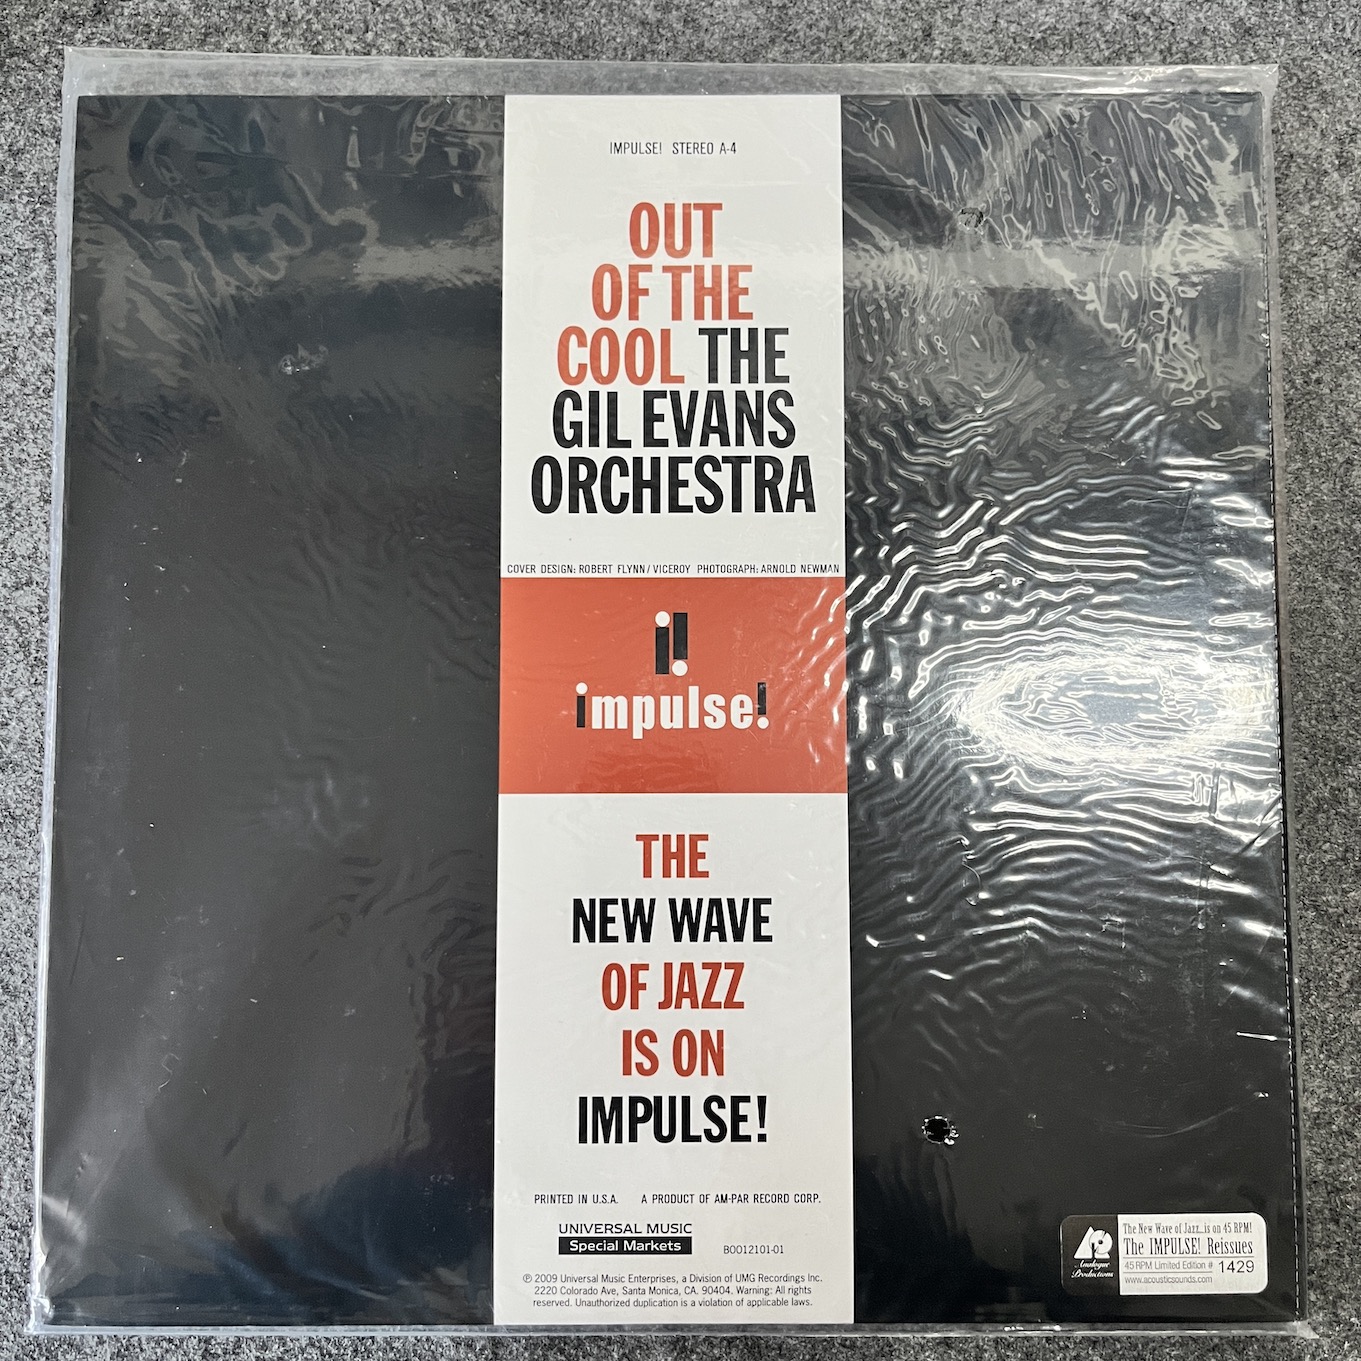 IMPULSE! STEREO A-4
OUT
OF THE
COOL THE
GIL EVANS
ORCHESTRA
COVER DESIGN: ROBERT FLYNN/VICEROY PHOTOGRAPH: ARNOLD NEWMAN
i!
impulse!
THE
NEW WAVE
OF JAZZ
IS ON
IMPULSE!
PRINTED IN U.S.A. A PRODUCT OF AM-PAR RECORD CORP.
UNIVERSAL MUSIC
Special Markets
B0012101-01
℗ 2009 Universal Music Enterprises, a Division of UMG Recordings Inc.
2220 Colorado Ave, Santa Monica, CA. 90404. Warning: All rights
reserved. Unauthorized duplication is a violation of applicable laws.
AP
Analogue
Productions
The New Wave of Jazz...is on 45 RPM!
The IMPULSE! Reissues
45 RPM Limited Edition # 1429
www.acousticsounds.com